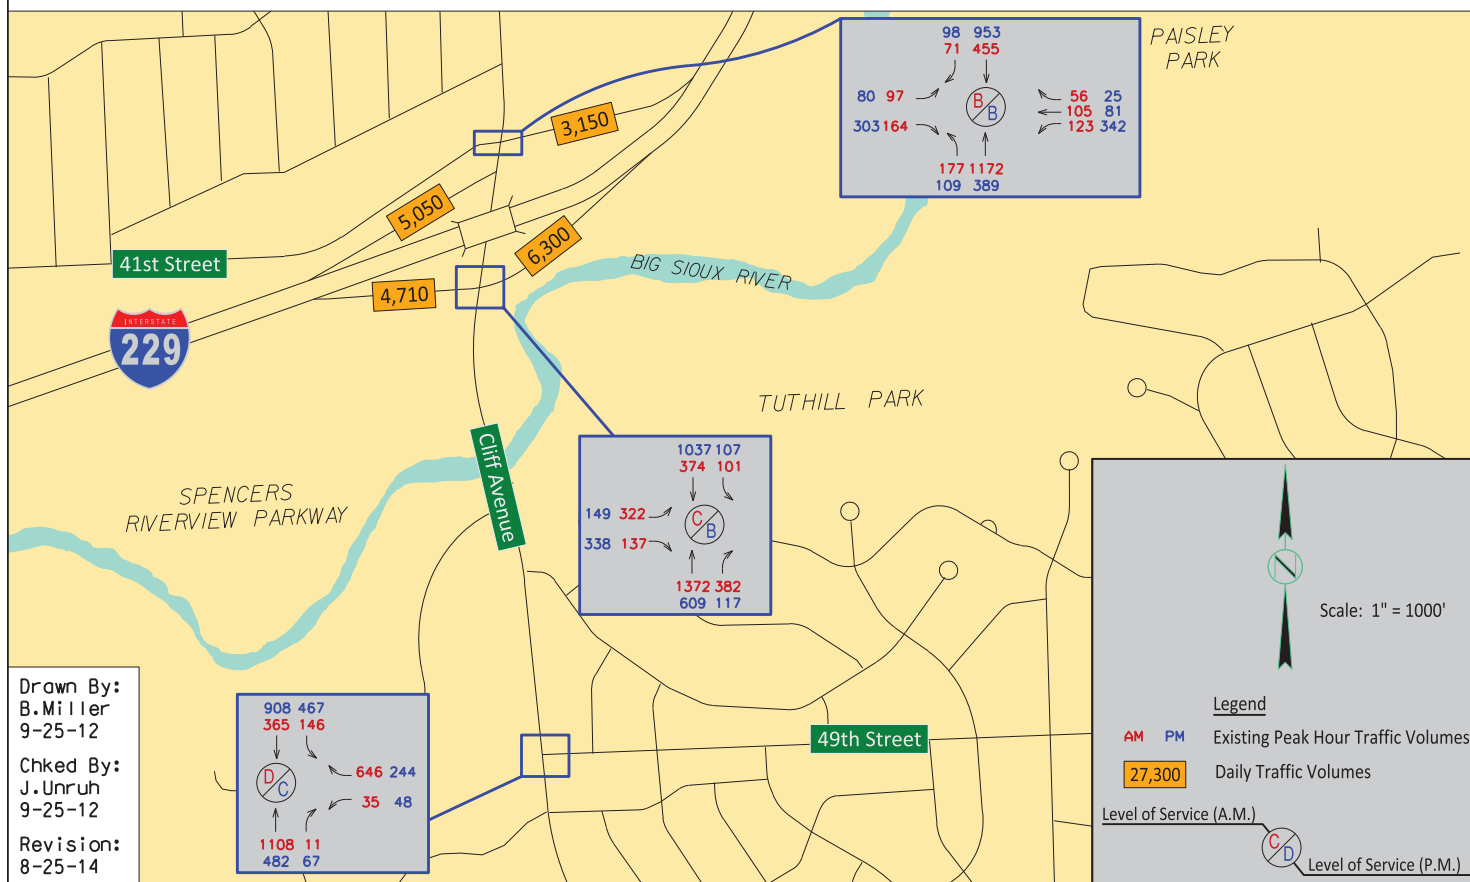 98 953
71 455
80 97
56 25
105 81
303 164
123 342
177 1172
109 389
B
B
PAISLEY
PARK
3,150
5,050
6,300
4,710
41st Street
INTERSTATE
229
BIG SIOUX RIVER
TUTHILL PARK
Cliff Avenue
SPENCERS
RIVERVIEW PARKWAY
1037 107
374 101
149 322
338 137
C
B
1372 382
609 117
908 467
365 146
646 244
35 48
D
C
1108 11
482 67
49th Street
Drawn By:
B.Miller
9-25-12
Chked By:
J.Unruh
9-25-12
Revision:
8-25-14
Scale: 1" = 1000'
Legend
AM PM Existing Peak Hour Traffic Volumes
27,300 Daily Traffic Volumes
Level of Service (A.M.)
C
D
Level of Service (P.M.)